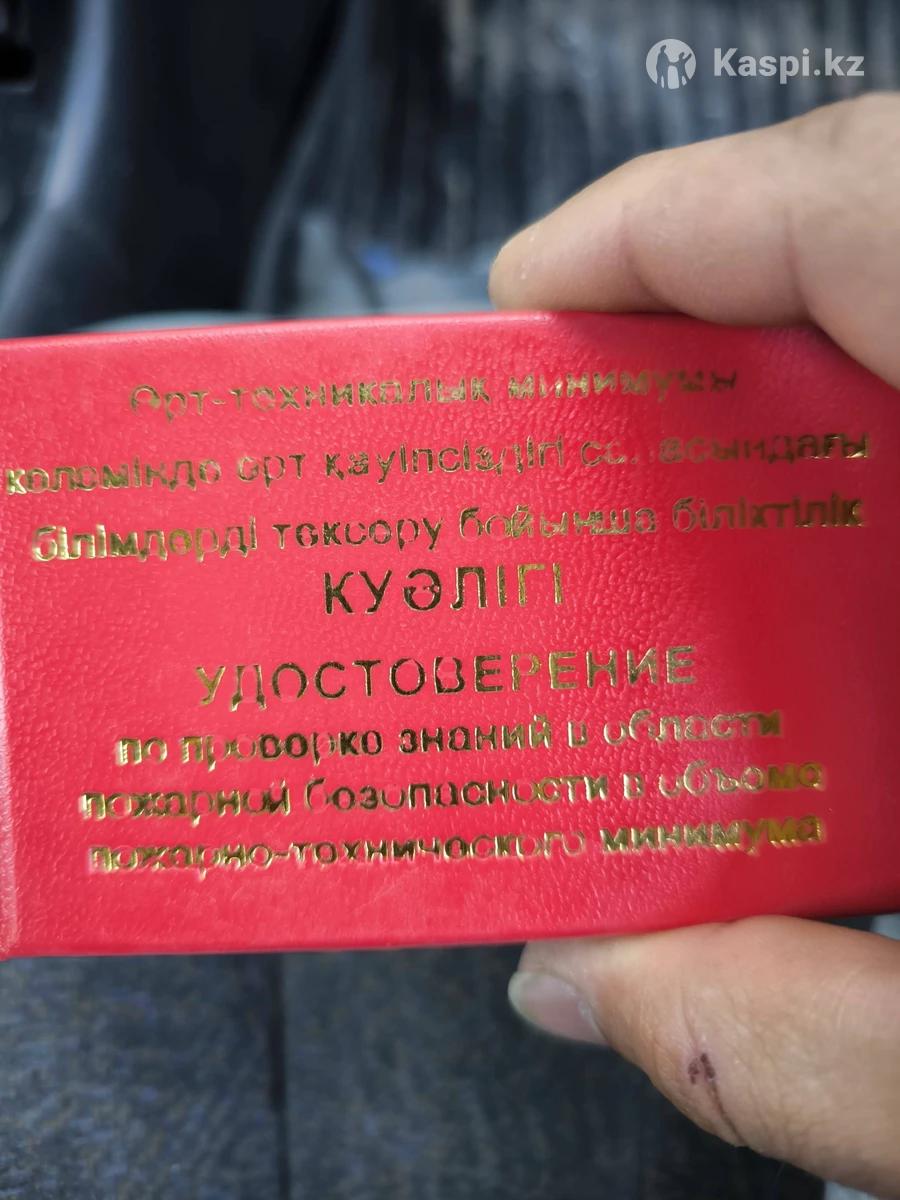 Kaspi.kz
Өрт-техникалық минимумы
көлемінде өрт қауіпсіздігі саласындағы
білімдерді тексеру бойынша біліктілік
КУӘЛІГІ
УДОСТОВЕРЕНИЕ
по проверке знаний в области
пожарной безопасности в объеме
пожарно-технического минимума